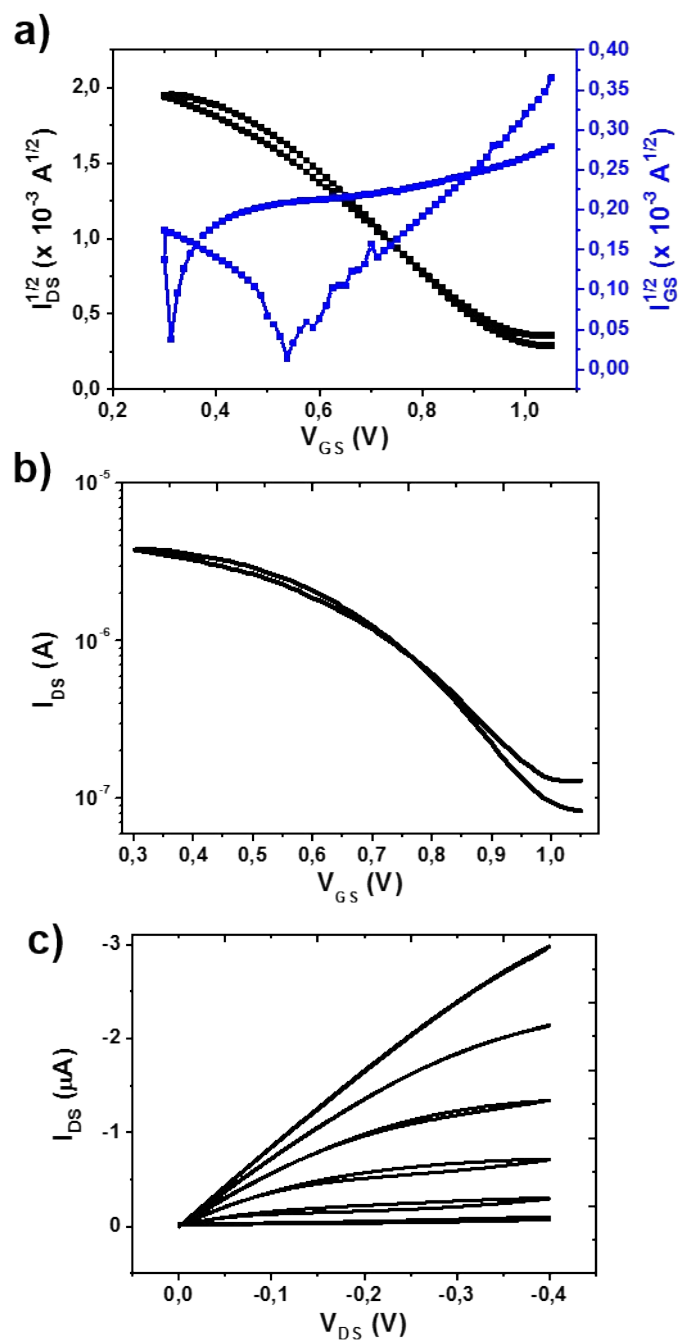 a)
I_DS^1/2 (x 10^-3 A^1/2)
2,0
1,5
1,0
0,5
0,0
0,2 0,4 0,6 0,8 1,0
V_GS (V)
0,40
0,35
0,30
0,25
0,20
0,15
0,10
0,05
0,00
I_GS^1/2 (x 10^-3 A^1/2)
b)
I_DS (A)
10^-5
10^-6
10^-7
0,3 0,4 0,5 0,6 0,7 0,8 0,9 1,0
V_GS (V)
c)
I_DS (μA)
-3
-2
-1
0
0,0 -0,1 -0,2 -0,3 -0,4
V_DS (V)